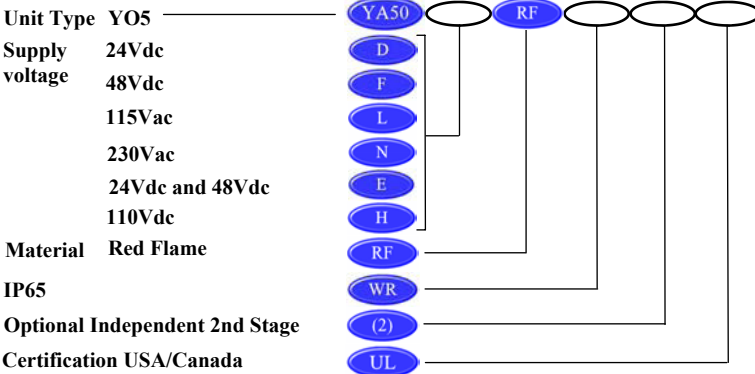 Unit Type YO5 YA50 RF
Supply voltage 24Vdc D
48Vdc F
115Vac L
230Vac N
24Vdc and 48Vdc E
110Vdc H
Material Red Flame RF
IP65 WR
Optional Independent 2nd Stage (2)
Certification USA/Canada UL